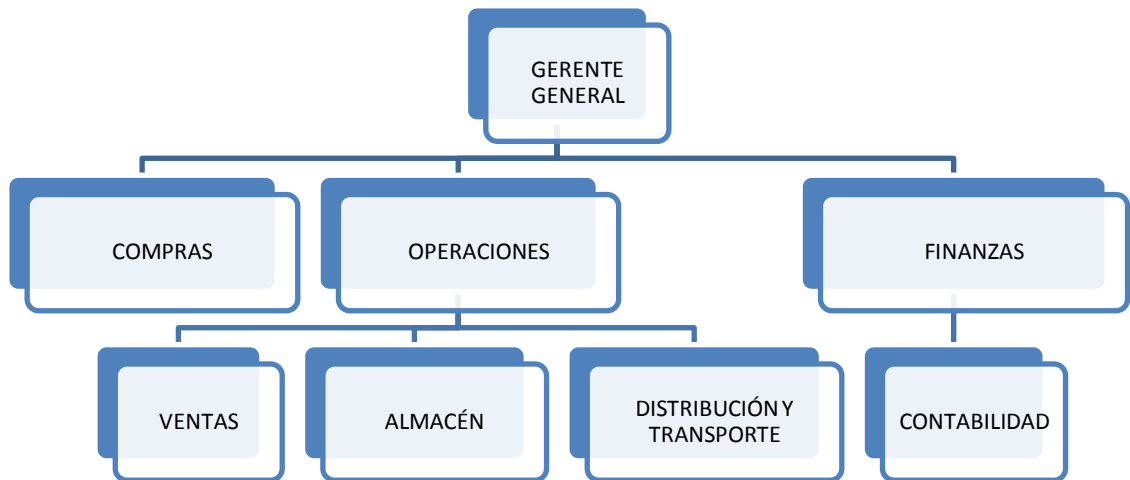 GERENTE
GENERAL
COMPRAS
OPERACIONES
FINANZAS
VENTAS
ALMACÉN
DISTRIBUCIÓN Y
TRANSPORTE
CONTABILIDAD